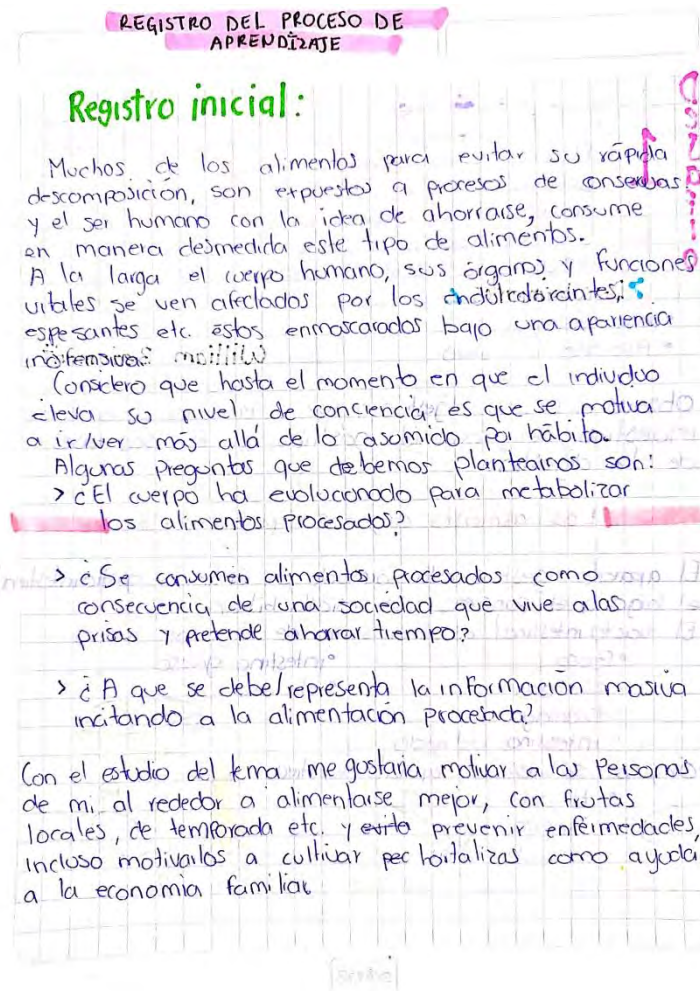 REGISTRO DEL PROCESO DE
APRENDIZAJE
Registro inicial:
Muchos de los alimentos para evitar su rápida
descomposición, son expuestos a procesos de conservas
y el ser humano con la idea de ahorrarse, consume
en manera desmedida este tipo de alimentos.
A la larga el cuerpo humano, sus órganos y funciones
vitales se ven afectados por los
espesantes etc. estos enmascarados bajo una apariencia
inofensiva.
Considero que hasta el momento en que el individuo
eleva su nivel de conciencia, es que se motiva
a ir/ver más allá de lo asumido por hábito.
Algunas Preguntas que debemos plantearnos son:
> ¿El cuerpo ha evolucionado para metabolizar
los alimentos procesados?
> ¿Se consumen alimentos procesados como
consecuencia de una sociedad que vive a las
prisas y pretende ahorrar tiempo?
> ¿A que se debe/representa la información masiva
incitando a la alimentación procesada?
Con el estudio del tema me gustaria motivar a las Personas
de mi al rededor a alimentarse mejor, con frutas
locales, de temporada etc. y evita prevenir enfermedades,
incluso motivarlos a cultivar hortalizas como ayuda
a la economia familiar